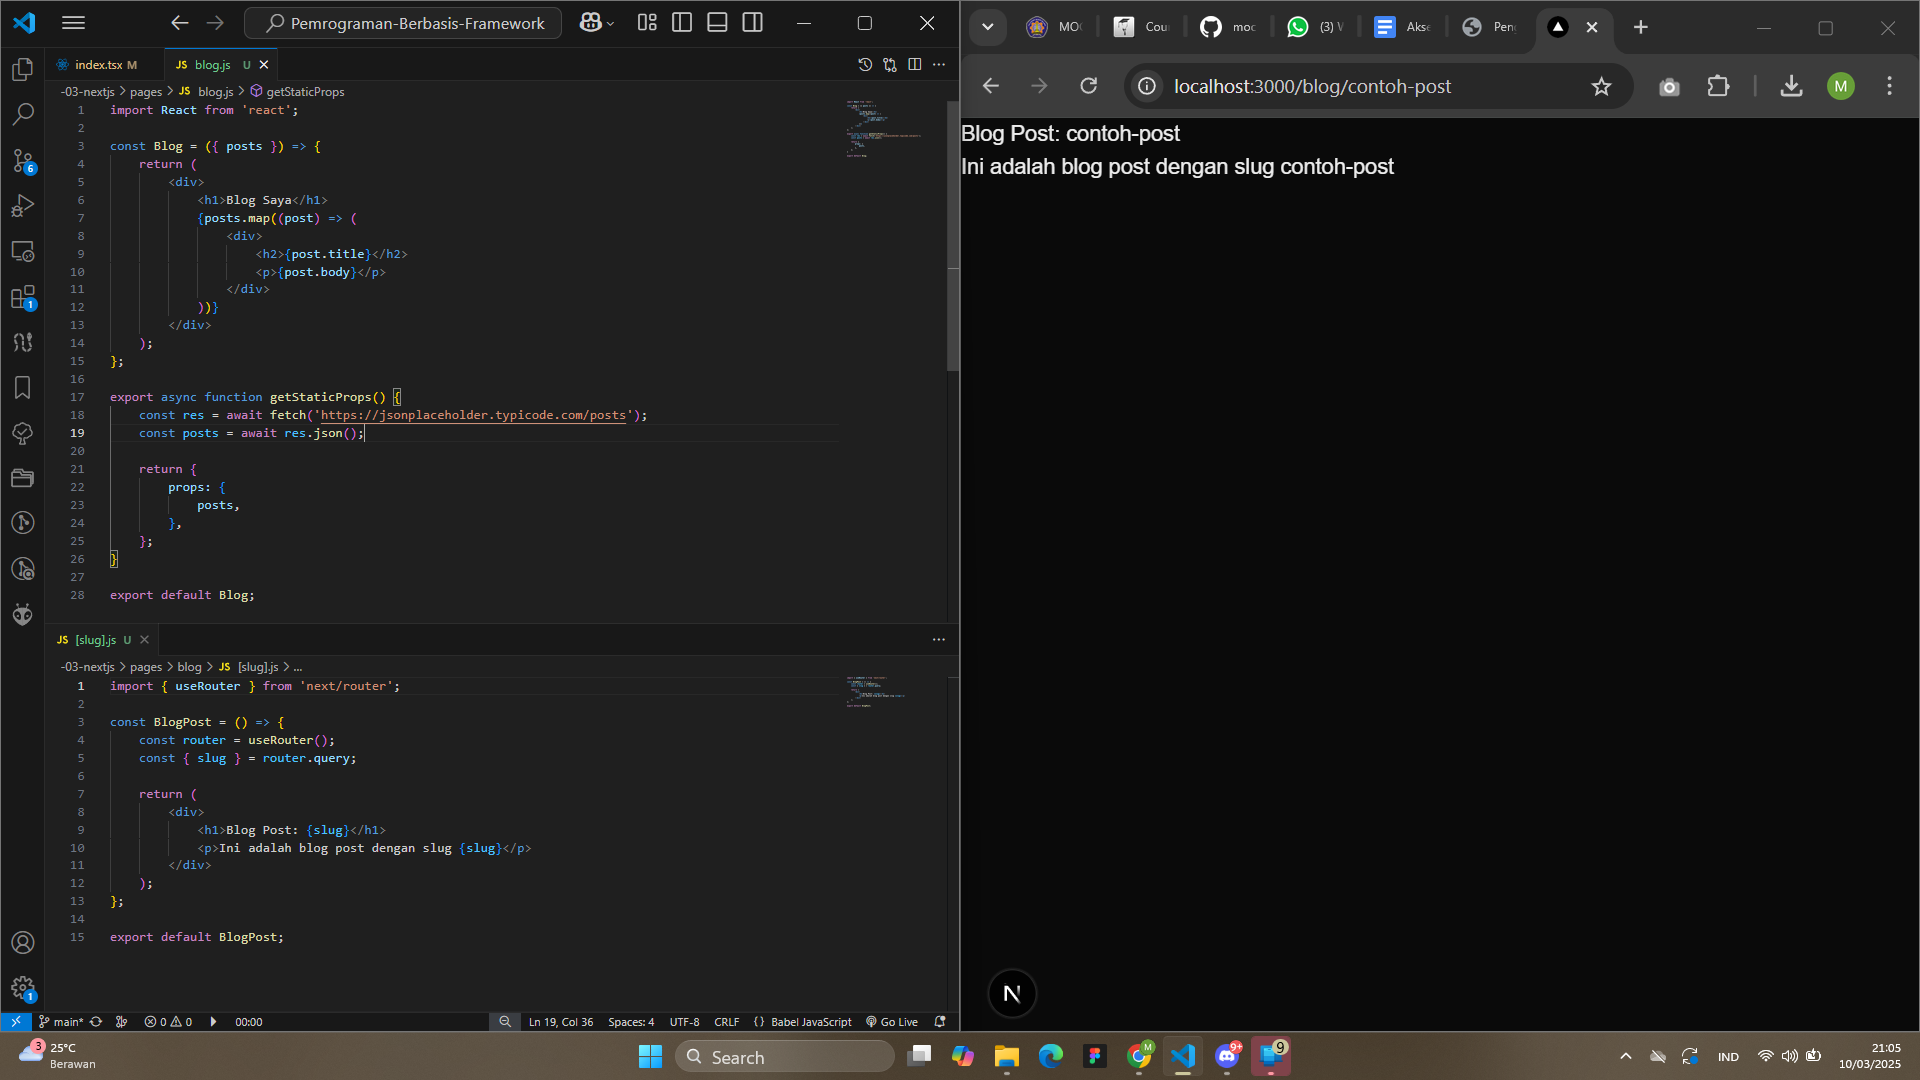 Pemrograman-Berbasis-Framework
index.tsx M
JS blog.js U
-03-nextjs > pages > JS blog.js > getStaticProps
1 import React from 'react';
2
3 const Blog = ({ posts }) => {
4 return (
5 <div>
6 <h1>Blog Saya</h1>
7 {posts.map((post) => (
8 <div>
9 <h2>{post.title}</h2>
10 <p>{post.body}</p>
11 </div>
12 ))}
13 </div>
14 );
15 };
16
17 export async function getStaticProps() {
18 const res = await fetch('https://jsonplaceholder.typicode.com/posts');
19 const posts = await res.json();
20
21 return {
22 props: {
23 posts,
24 },
25 };
26 }
27
28 export default Blog;
JS [slug].js U
-03-nextjs > pages > blog > JS [slug].js > ...
1 import { useRouter } from 'next/router';
2
3 const BlogPost = () => {
4 const router = useRouter();
5 const { slug } = router.query;
6
7 return (
8 <div>
9 <h1>Blog Post: {slug}</h1>
10 <p>Ini adalah blog post dengan slug {slug}</p>
11 </div>
12 );
13 };
14
15 export default BlogPost;
6
1
1
main* 0 0 00:00 Ln 19, Col 36 Spaces: 4 UTF-8 CRLF {} Babel JavaScript Go Live
MO Cou moc (3) Aks Pen
localhost:3000/blog/contoh-post M
Blog Post: contoh-post
Ini adalah blog post dengan slug contoh-post
N
3 25°C
Berawan
Search
M 9+ 9
IND
21:05
10/03/2025